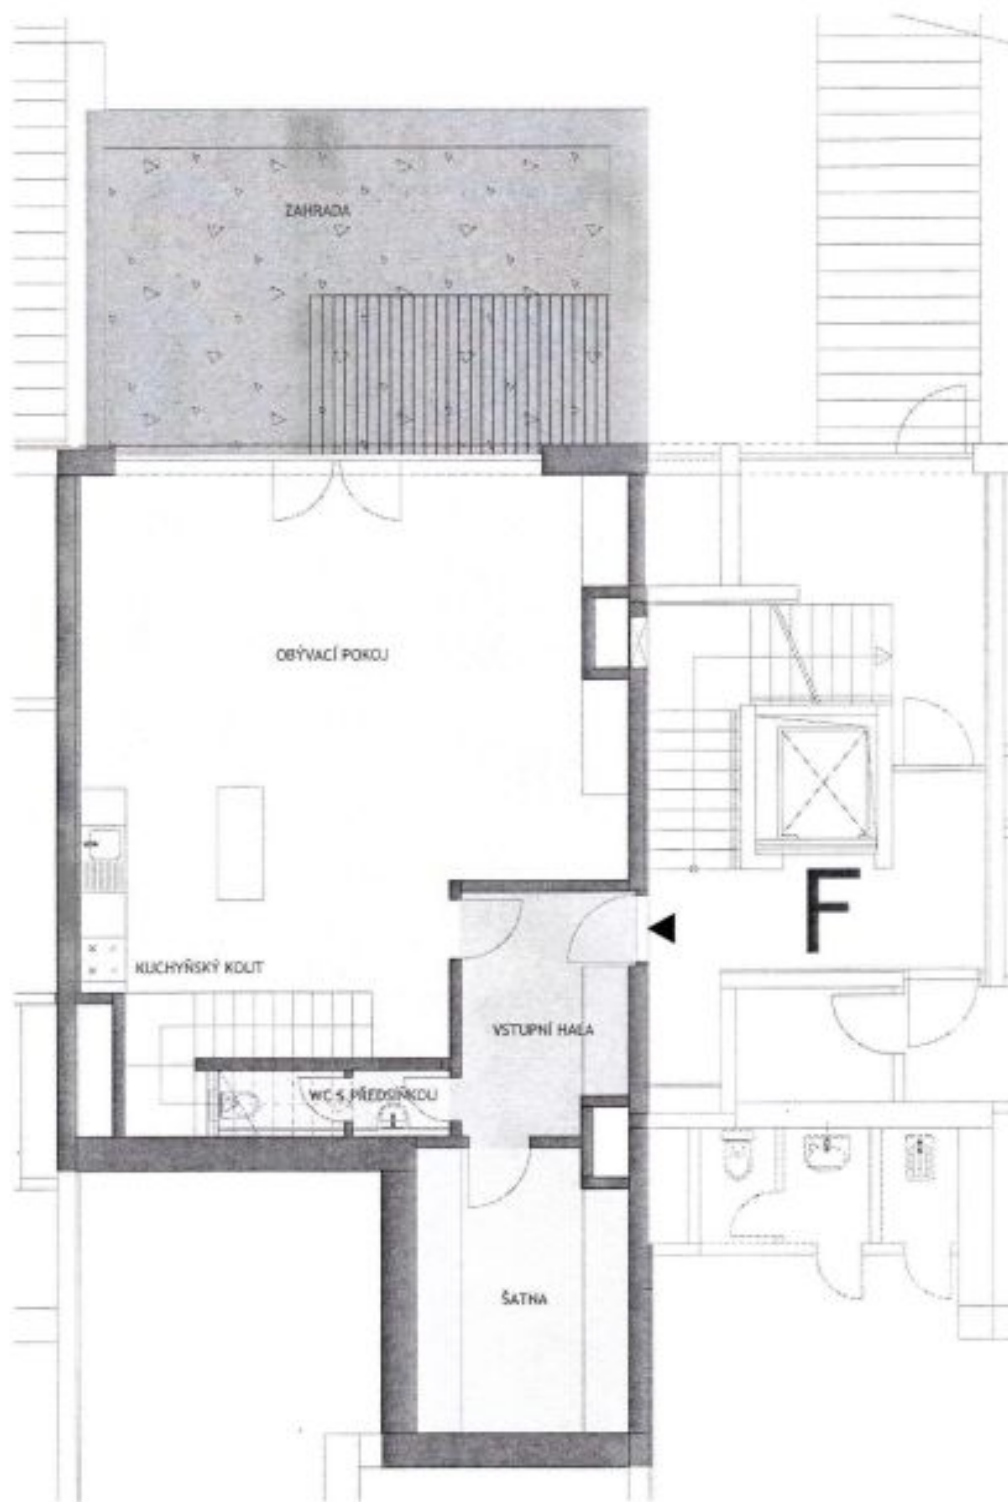 ZAHRADA
OBÝVACÍ POKOJ
F
KUCHYŇSKÝ KOUT
VSTUPNÍ HALA
WC S PŘEDSÍŇKOU
ŠATNA